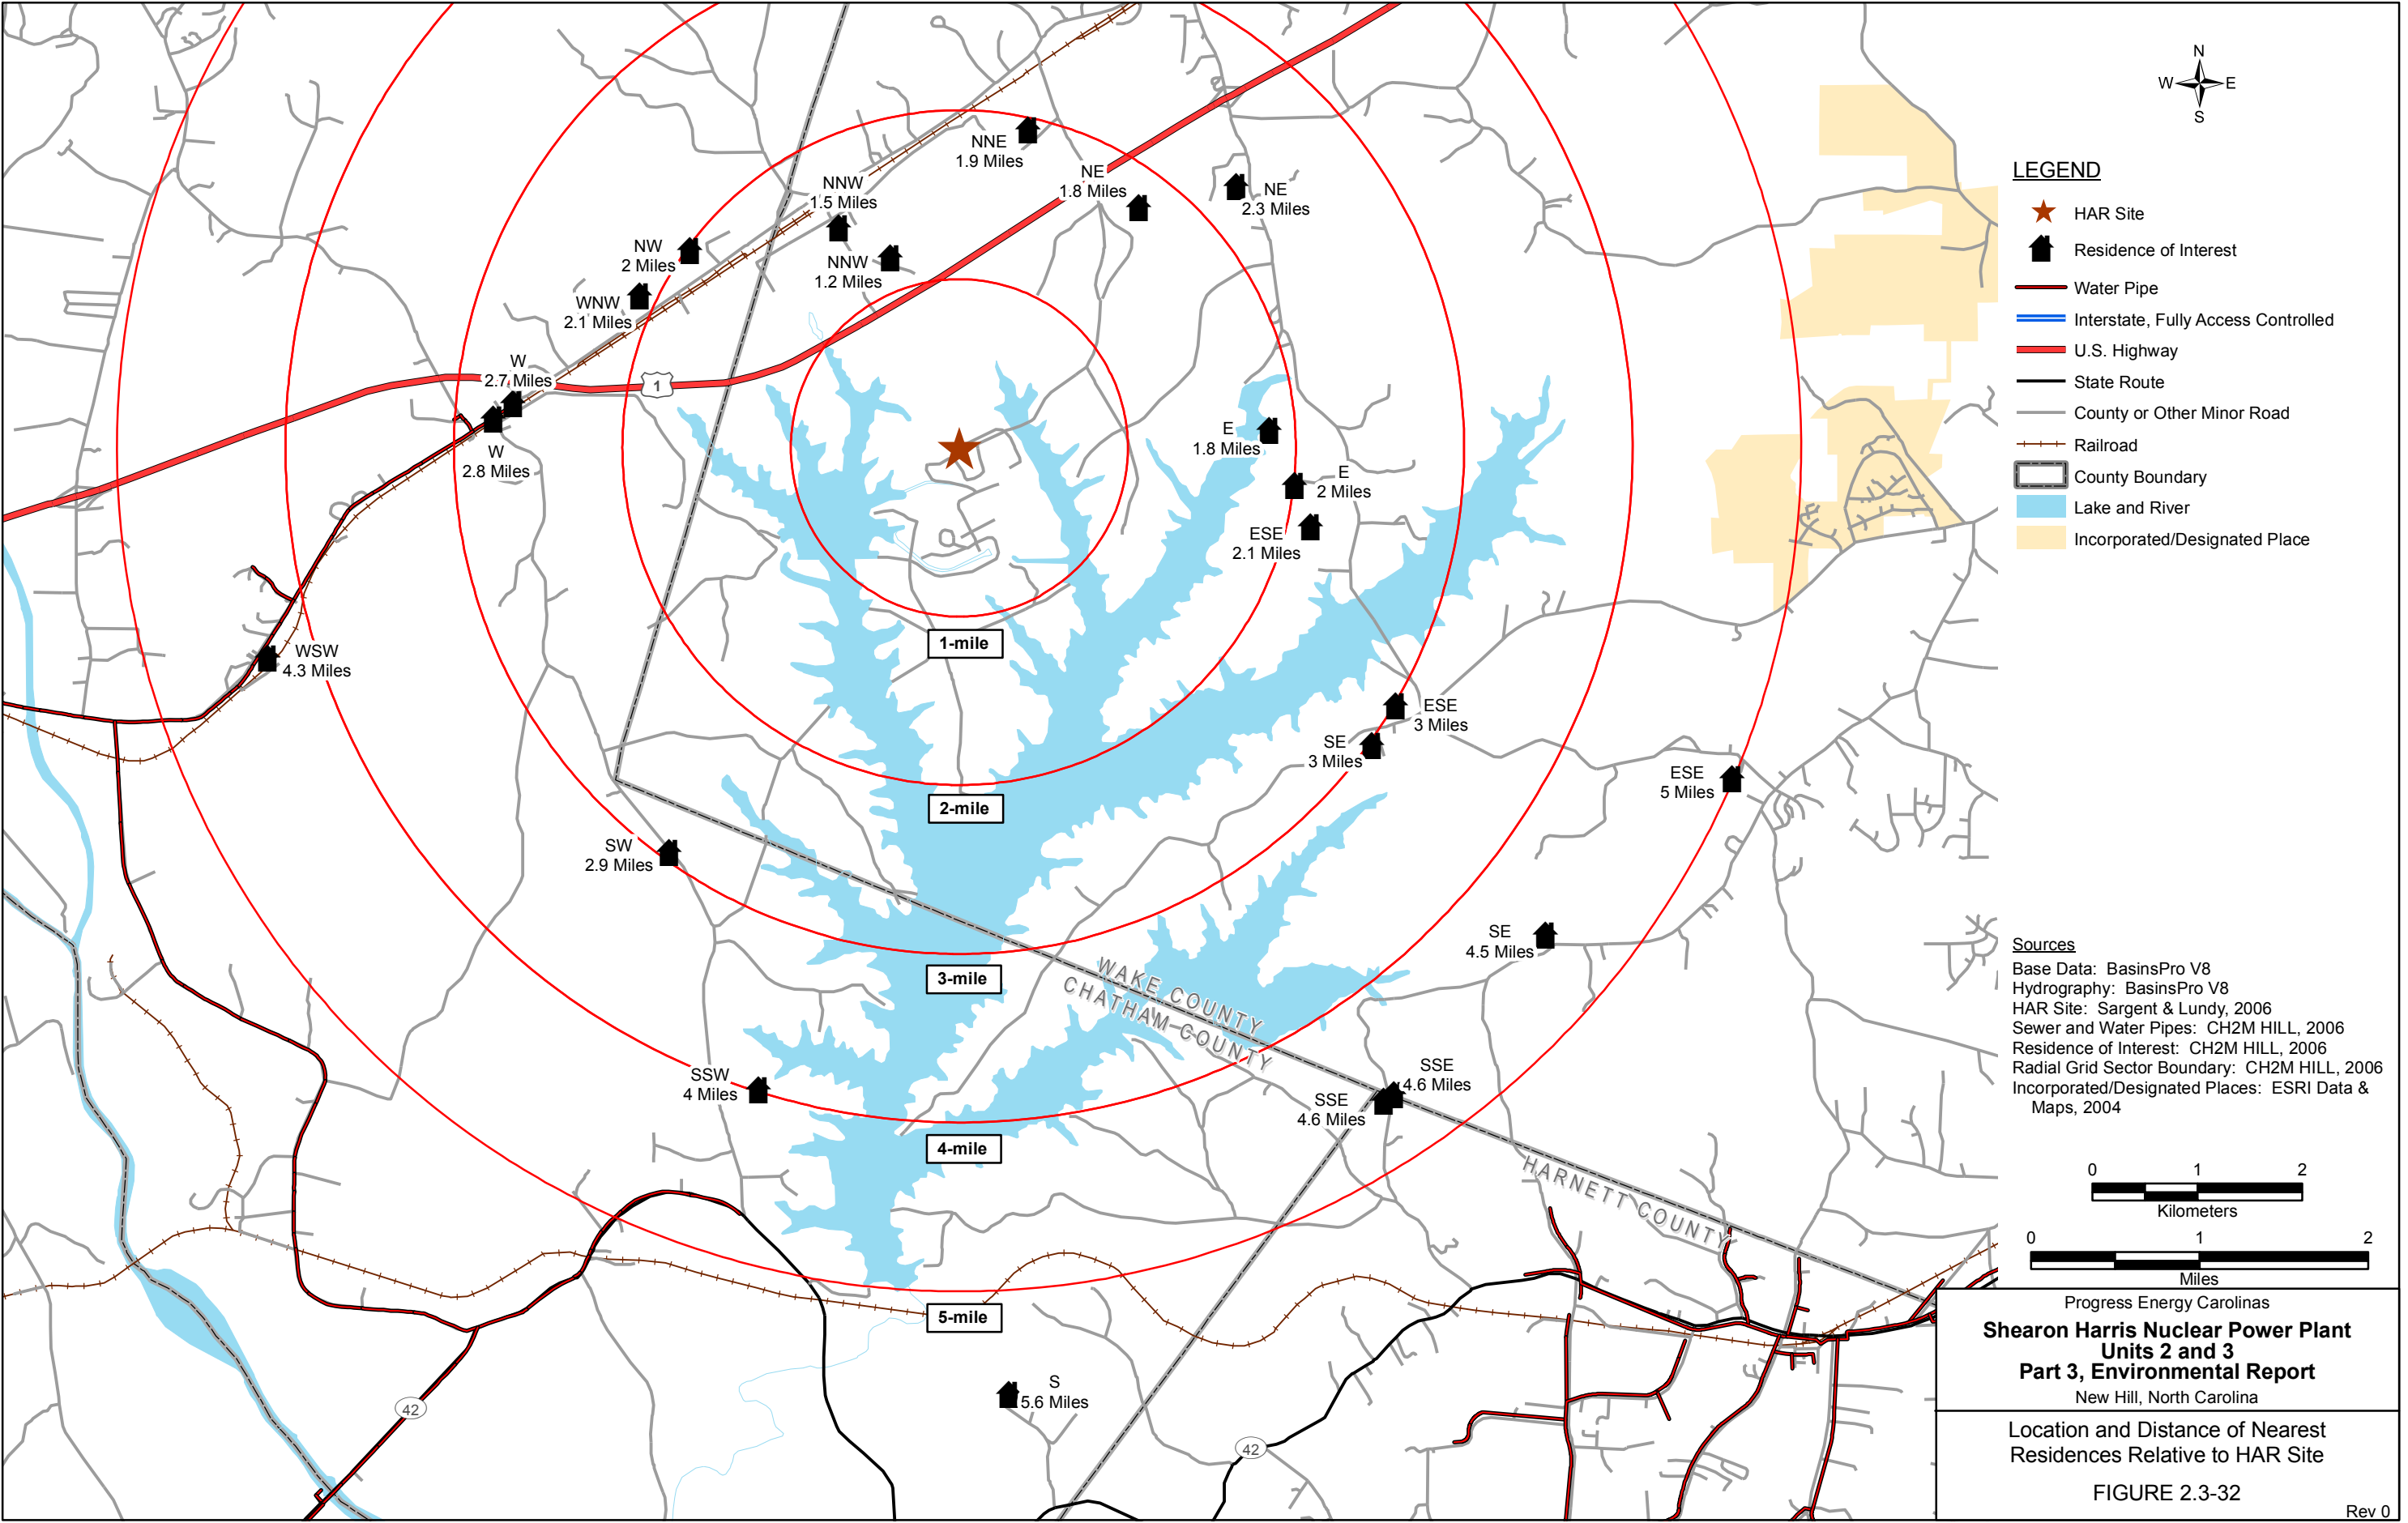 N
W E
S
LEGEND
HAR Site
Residence of Interest
Water Pipe
Interstate, Fully Access Controlled
U.S. Highway
State Route
County or Other Minor Road
Railroad
County Boundary
Lake and River
Incorporated/Designated Place
NNE
1.9 Miles
NE
1.8 Miles
NE
2.3 Miles
NNW
1.5 Miles
NNW
1.2 Miles
NW
2 Miles
WNW
2.1 Miles
W
2.7 Miles
1
W
2.8 Miles
E
1.8 Miles
E
2 Miles
ESE
2.1 Miles
WSW
4.3 Miles
1-mile
ESE
3 Miles
SE
3 Miles
ESE
5 Miles
2-mile
SW
2.9 Miles
SE
4.5 Miles
3-mile
WAKE COUNTY
CHATHAM COUNTY
SSW
4 Miles
SSE
4.6 Miles
SSE
4.6 Miles
4-mile
HARNETT COUNTY
5-mile
S
5.6 Miles
42
42
Sources
Base Data: BasinsPro V8
Hydrography: BasinsPro V8
HAR Site: Sargent & Lundy, 2006
Sewer and Water Pipes: CH2M HILL, 2006
Residence of Interest: CH2M HILL, 2006
Radial Grid Sector Boundary: CH2M HILL, 2006
Incorporated/Designated Places: ESRI Data &
Maps, 2004
0 1 2
Kilometers
0 1 2
Miles
Progress Energy Carolinas
Shearon Harris Nuclear Power Plant
Units 2 and 3
Part 3, Environmental Report
New Hill, North Carolina
Location and Distance of Nearest
Residences Relative to HAR Site
FIGURE 2.3-32
Rev 0